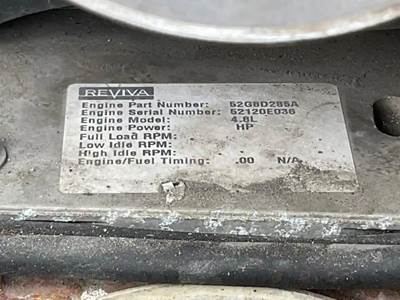 REVIVA
Engine Part Number: 52G8D285A
Engine Serial Number: 52120E036
Engine Model: 4.8L
Engine Power: HP
Full Load RPM:
Low Idle RPM:
High Idle RPM:
Engine/Fuel Timing: .00 N/A